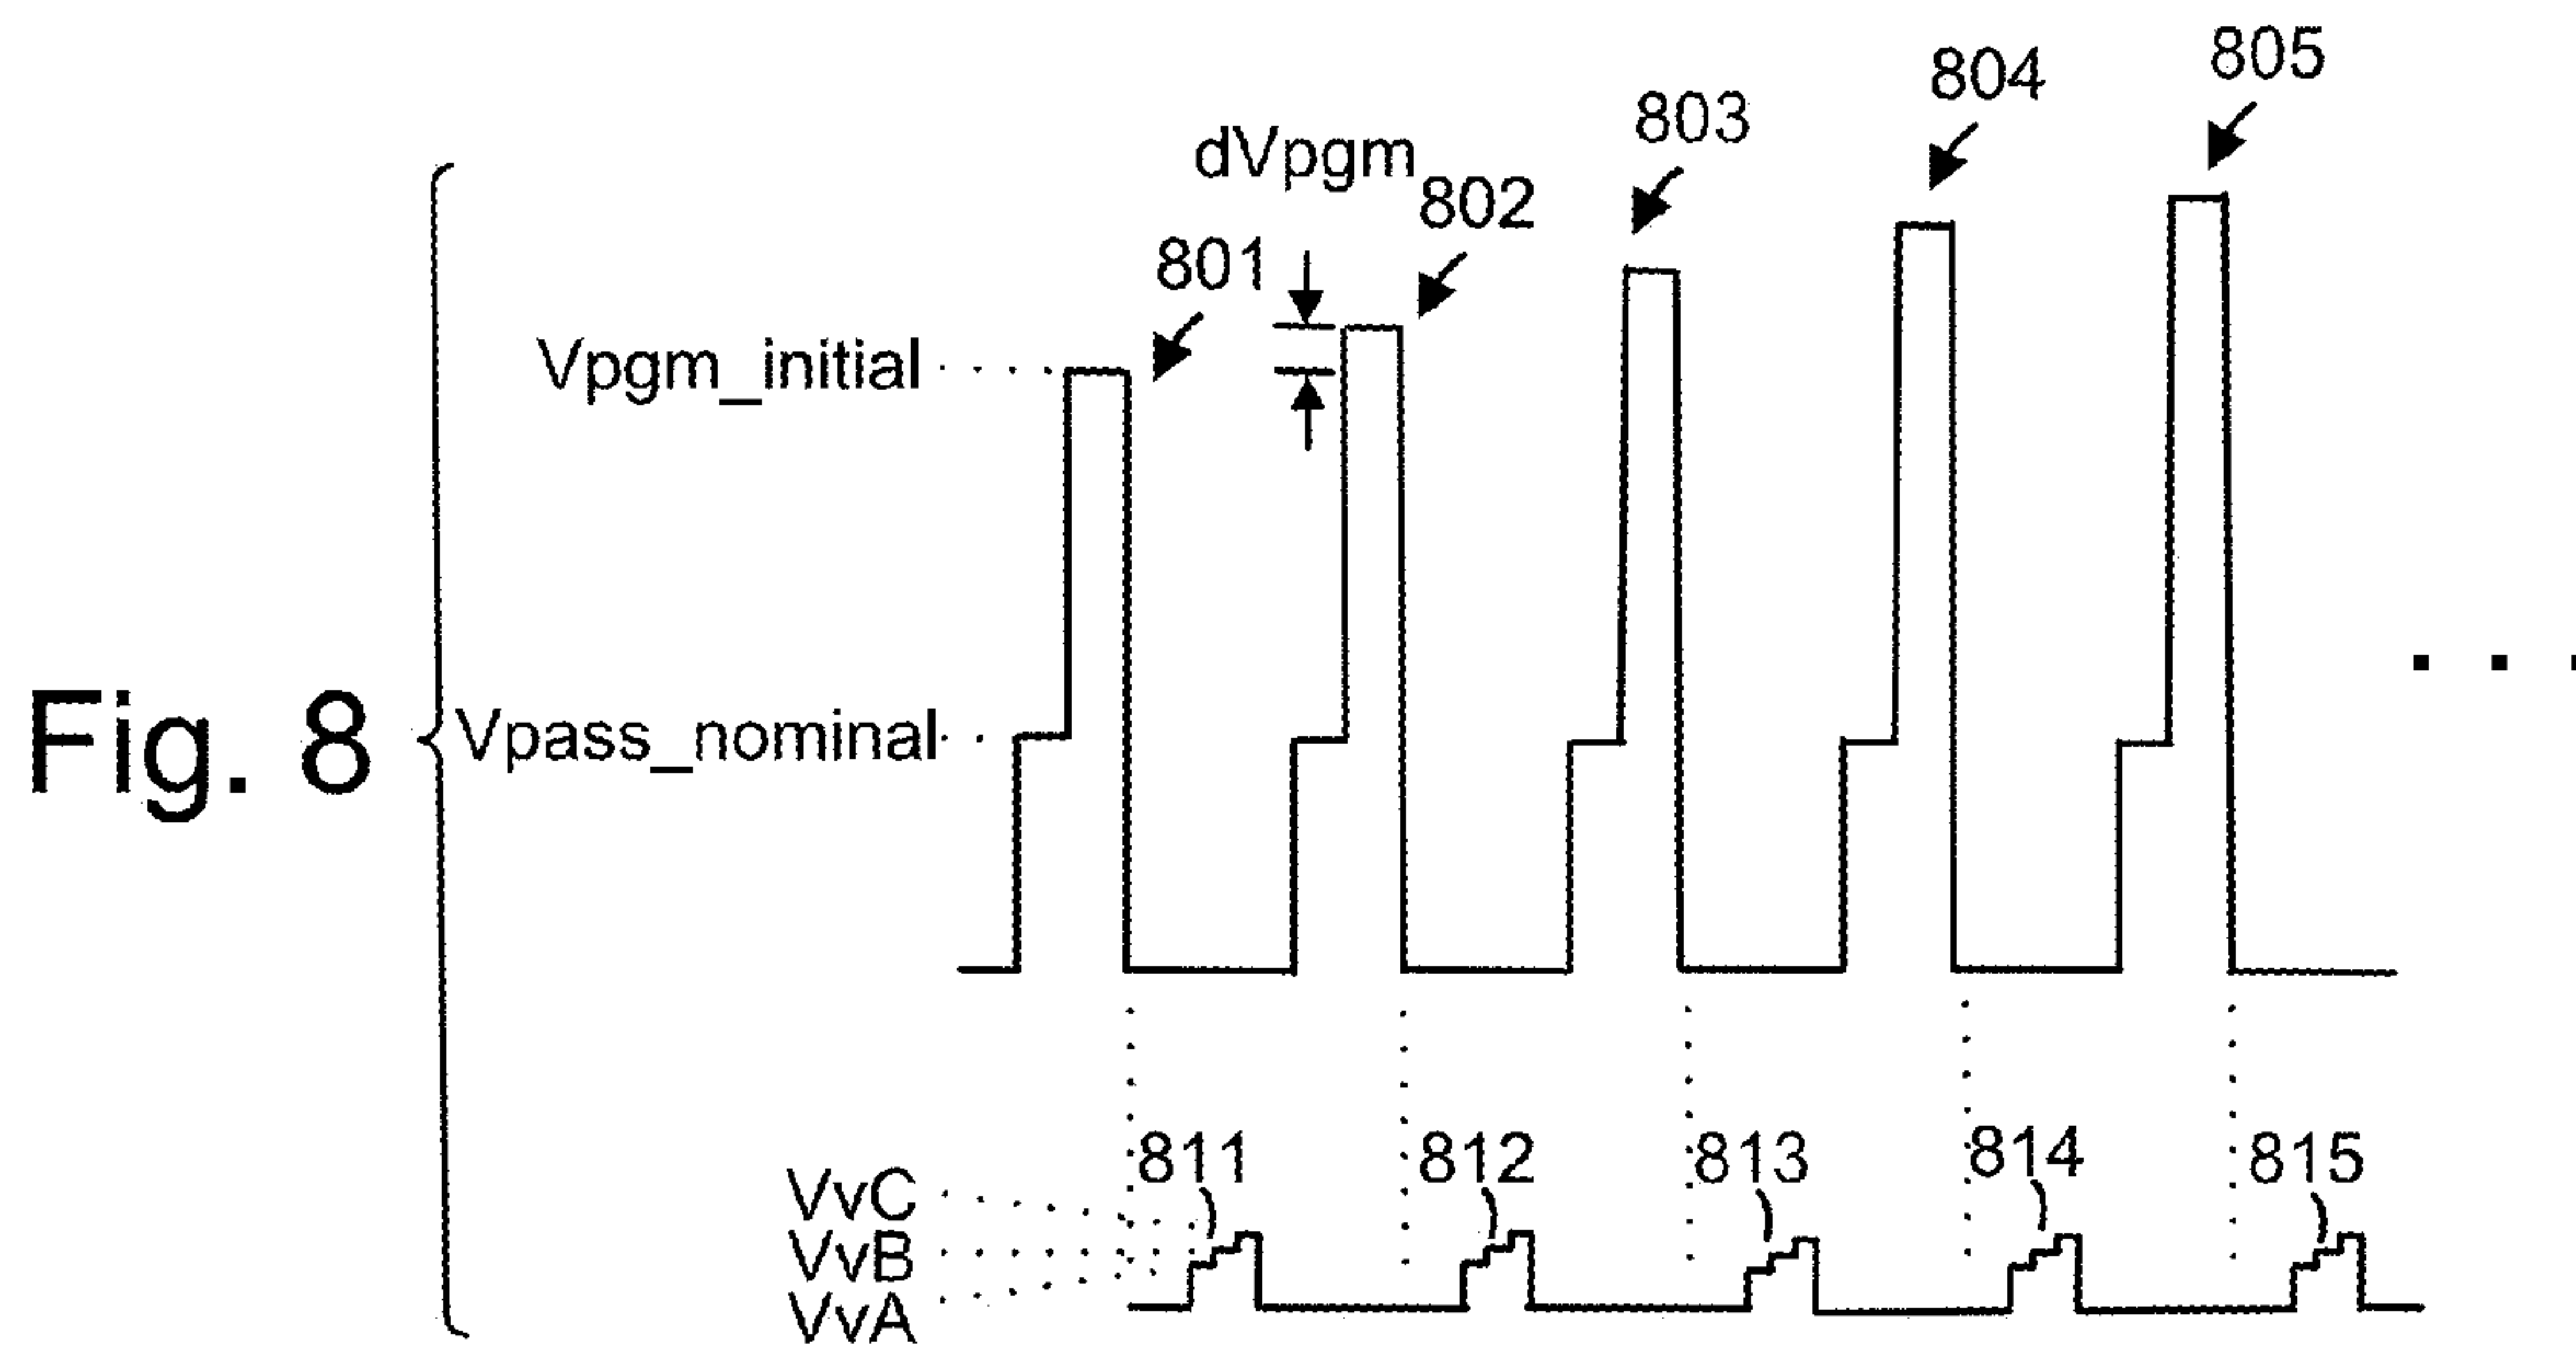 Fig. 8
dVpgm
801
802
803
804
805
Vpgm_initial
Vpass_nominal
. . .
811
812
813
814
815
VvC
VvB
VvA